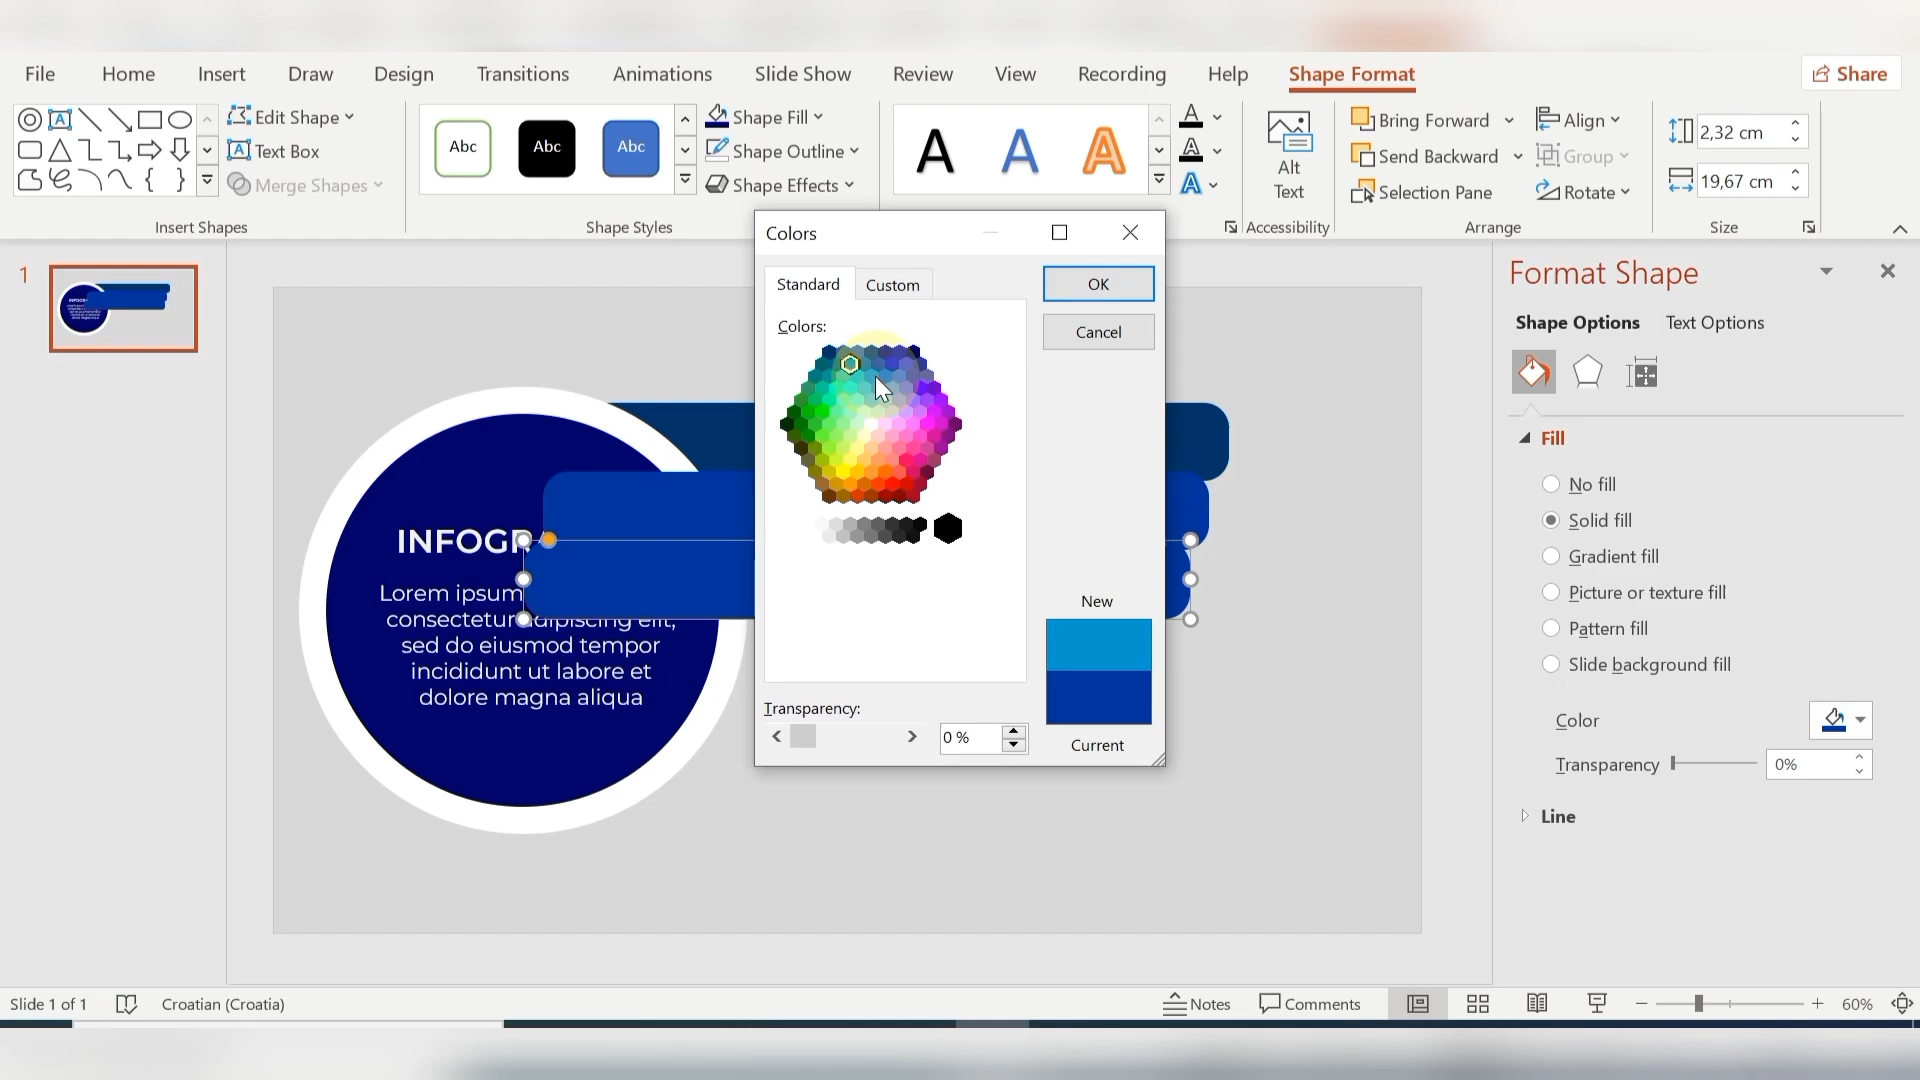 File Home Insert Draw Design Transitions Animations Slide Show Review View Recording Help Shape Format Share
Edit Shape
Text Box
Merge Shapes
Insert Shapes
Abc Abc Abc
Shape Fill
Shape Outline
Shape Effects
Shape Styles
A A A
A
A
A
Alt
Text
Accessibility
Bring Forward
Send Backward
Selection Pane
Align
Group
Rotate
Arrange
2,32 cm
19,67 cm
Size
1
INFOGR
Lorem ipsum
consectetur adipiscing elit,
sed do eiusmod tempor
incididunt ut labore et
dolore magna aliqua
Colors
Standard Custom
OK
Cancel
Colors:
New
Current
Transparency:
0 %
Format Shape
Shape Options Text Options
Fill
No fill
Solid fill
Gradient fill
Picture or texture fill
Pattern fill
Slide background fill
Color
Transparency 0%
Line
Slide 1 of 1 Croatian (Croatia) Notes Comments 60%